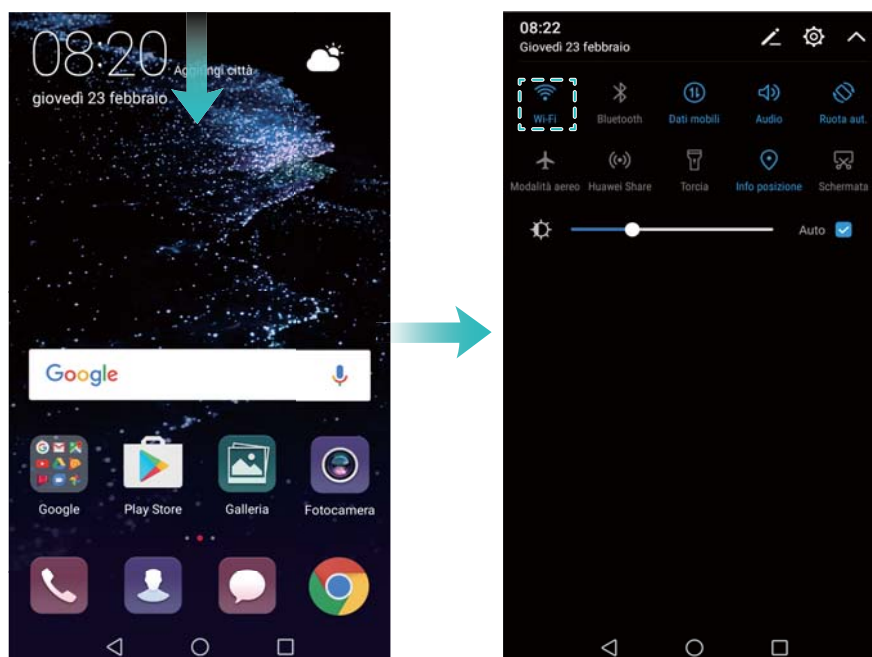 08:20
Aggiungi città
giovedì 23 febbraio
Google
Google
Play Store
Galleria
Fotocamera
08:22
Giovedì 23 febbraio
Wi-Fi
Bluetooth
Dati mobili
Audio
Ruota aut.
Modalità aereo
Huawei Share
Torcia
Info posizione
Schermata
Auto